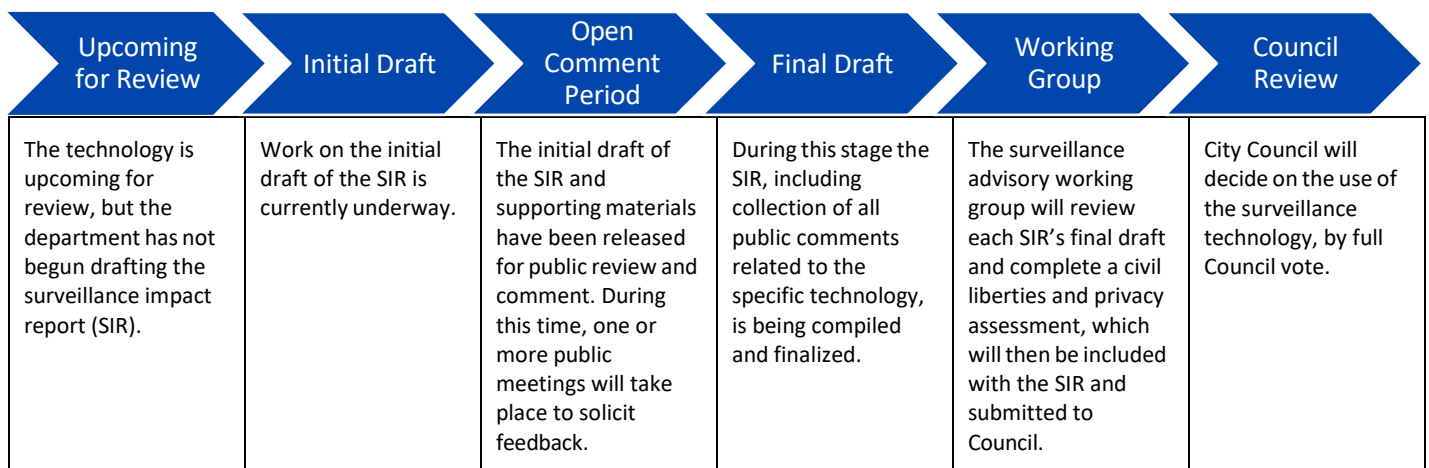 Upcoming
for Review
Initial Draft
Open
Comment
Period
Final Draft
Working
Group
Council
Review
The technology is
upcoming for
review, but the
department has not
begun drafting the
surveillance impact
report (SIR).
Work on the initial
draft of the SIR is
currently underway.
The initial draft of
the SIR and
supporting materials
have been released
for public review and
comment. During
this time, one or
more public
meetings will take
place to solicit
feedback.
During this stage the
SIR, including
collection of all
public comments
related to the
specific technology,
is being compiled
and finalized.
The surveillance
advisory working
group will review
each SIR’s final draft
and complete a civil
liberties and privacy
assessment, which
will then be included
with the SIR and
submitted to
Council.
City Council will
decide on the use of
the surveillance
technology, by full
Council vote.